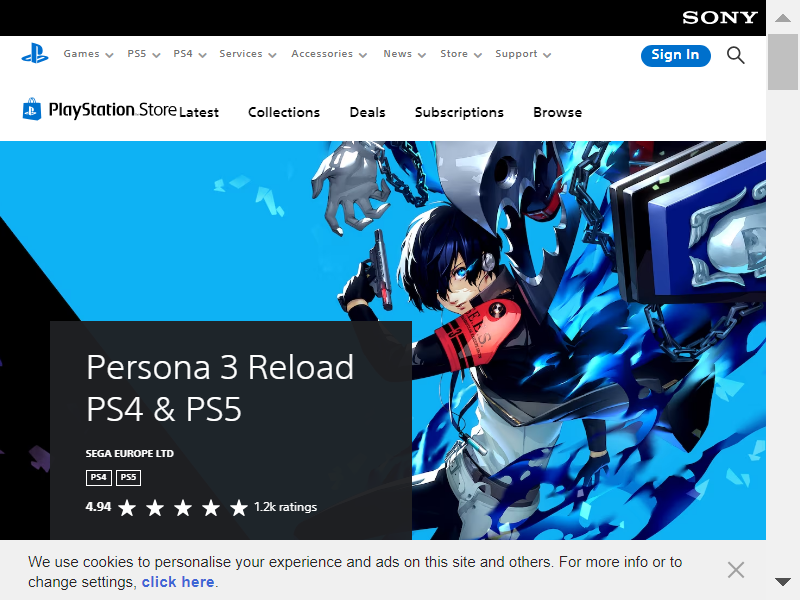 SONY
Games PS5 PS4 Services Accessories News Store Support Sign In
PlayStation Store Latest Collections Deals Subscriptions Browse
Persona 3 Reload
PS4 & PS5
SEGA EUROPE LTD
PS4 PS5
4.94 1.2k ratings
We use cookies to personalise your experience and ads on this site and others. For more info or to
change settings, click here.